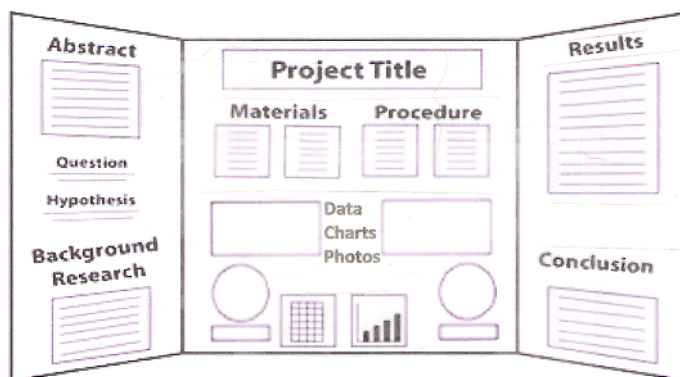 Abstract
Question
Hypothesis
Background
Research
Project Title
Materials
Procedure
Data
Charts
Photos
Results
Conclusion